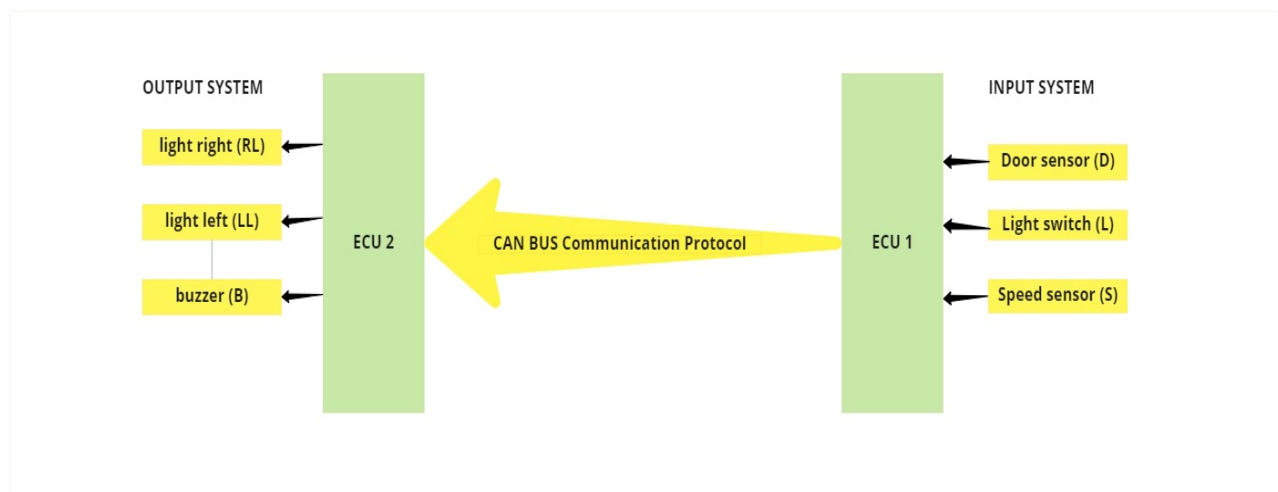 OUTPUT SYSTEM
light right (RL)
light left (LL)
buzzer (B)
ECU 2
CAN BUS Communication Protocol
ECU 1
INPUT SYSTEM
Door sensor (D)
Light switch (L)
Speed sensor (S)